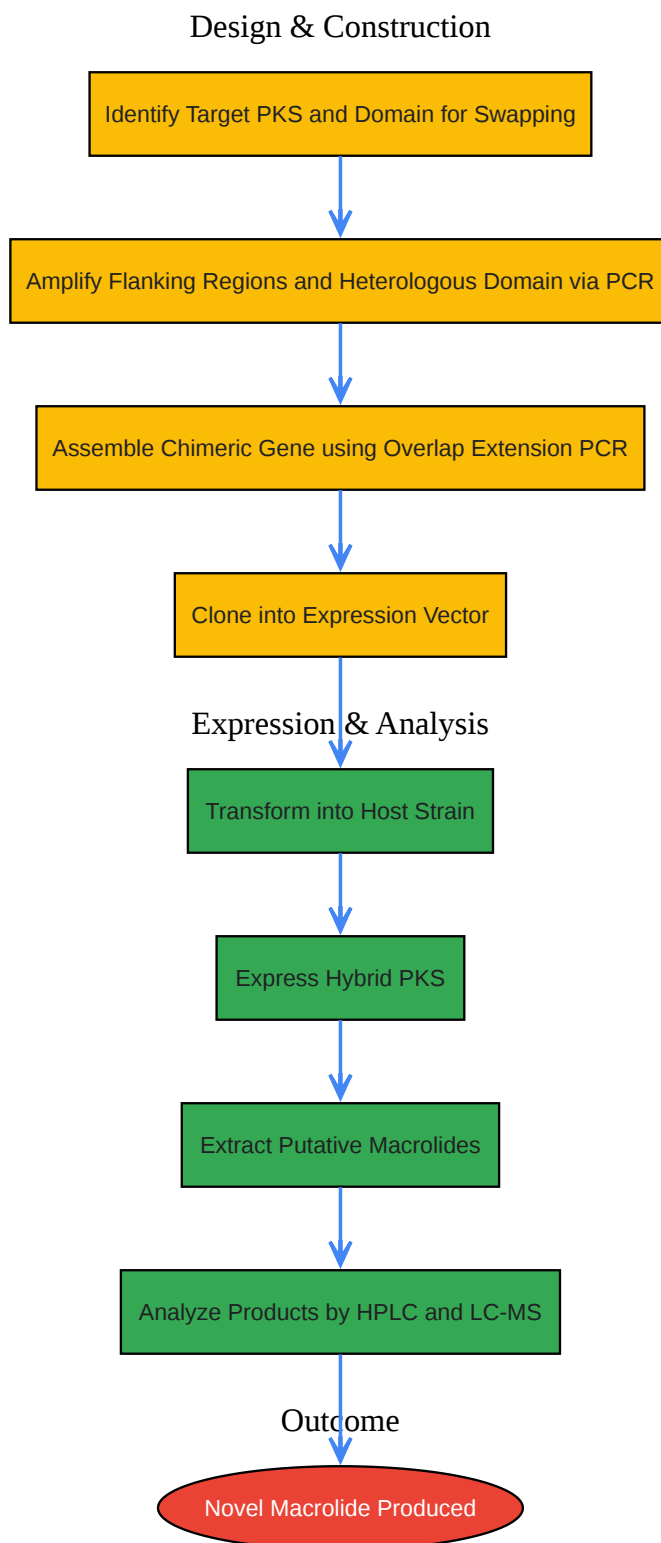 Design & Construction
Identify Target PKS and Domain for Swapping
Amplify Flanking Regions and Heterologous Domain via PCR
Assemble Chimeric Gene using Overlap Extension PCR
Clone into Expression Vector
Expression & Analysis
Transform into Host Strain
Express Hybrid PKS
Extract Putative Macrolides
Analyze Products by HPLC and LC-MS
Outcome
Novel Macrolide Produced